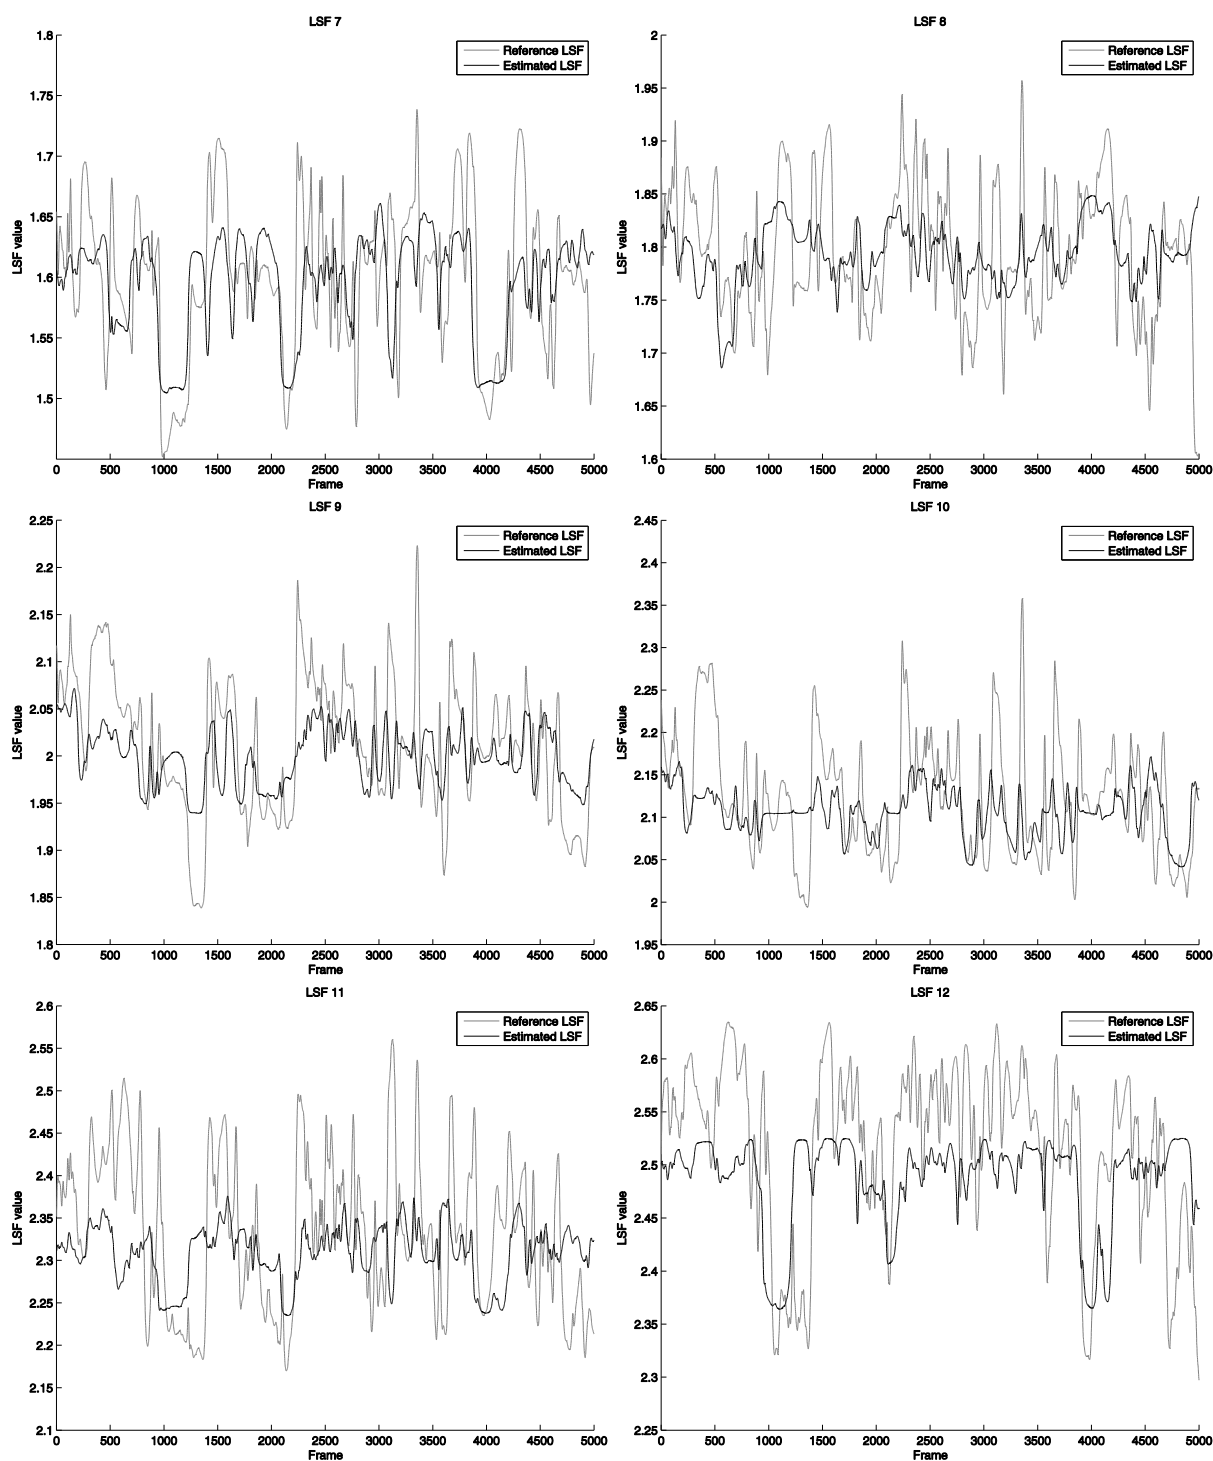 LSF 7
Reference LSF
Estimated LSF
LSF value
1.8
1.75
1.7
1.65
1.6
1.55
1.5
0 500 1000 1500 2000 2500 3000 3500 4000 4500 5000
Frame
LSF 8
Reference LSF
Estimated LSF
LSF value
2
1.95
1.9
1.85
1.8
1.75
1.7
1.65
1.6
0 500 1000 1500 2000 2500 3000 3500 4000 4500 5000
Frame
LSF 9
Reference LSF
Estimated LSF
LSF value
2.25
2.2
2.15
2.1
2.05
2
1.95
1.9
1.85
1.8
0 500 1000 1500 2000 2500 3000 3500 4000 4500 5000
Frame
LSF 10
Reference LSF
Estimated LSF
LSF value
2.45
2.4
2.35
2.3
2.25
2.2
2.15
2.1
2.05
2
1.95
0 500 1000 1500 2000 2500 3000 3500 4000 4500 5000
Frame
LSF 11
Reference LSF
Estimated LSF
LSF value
2.6
2.55
2.5
2.45
2.4
2.35
2.3
2.25
2.2
2.15
2.1
0 500 1000 1500 2000 2500 3000 3500 4000 4500 5000
Frame
LSF 12
Reference LSF
Estimated LSF
LSF value
2.65
2.6
2.55
2.5
2.45
2.4
2.35
2.3
2.25
0 500 1000 1500 2000 2500 3000 3500 4000 4500 5000
Frame